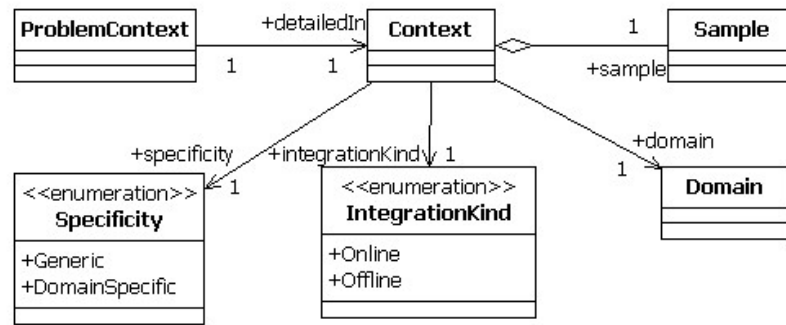 ProblemContext
+detailedIn
1
1
Context
1
+sample
Sample
+specificity
1
+integrationKind
1
+domain
1
<<enumeration>>
Specificity
+Generic
+DomainSpecific
<<enumeration>>
IntegrationKind
+Online
+Offline
Domain